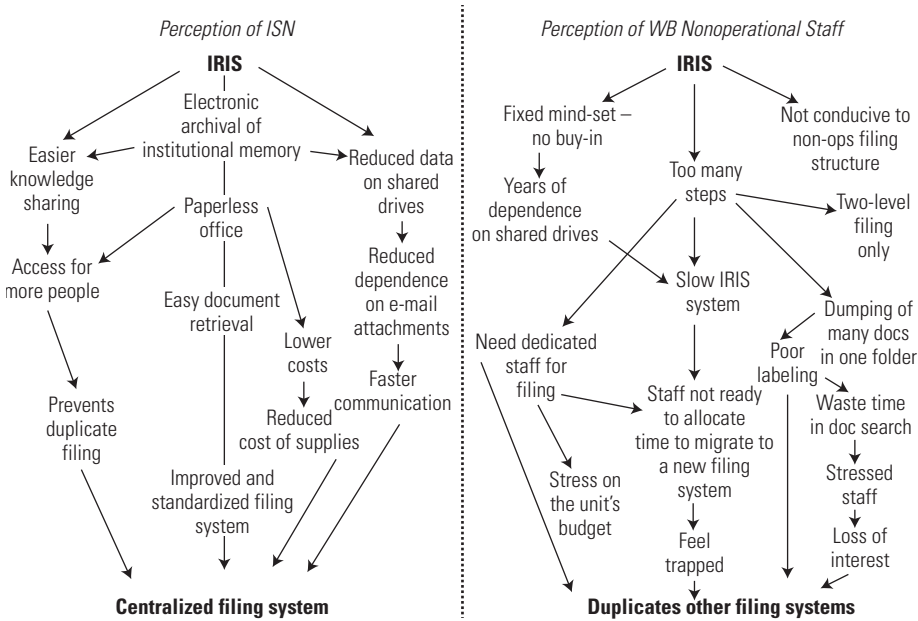 Perception of ISN
IRIS
Electronic
archival of
institutional memory
Easier
knowledge
sharing
Reduced data
on shared
drives
Paperless
office
Access for
more people
Reduced
dependence
on e-mail
attachments
Easy document
retrieval
Lower
costs
Faster
communication
Prevents
duplicate
filing
Reduced
cost of supplies
Improved and
standardized filing
system
Centralized filing system
Perception of WB Nonoperational Staff
IRIS
Fixed mind-set –
no buy-in
Not conducive to
non-ops filing
structure
Years of
dependence
on shared drives
Too many
steps
Two-level
filing
only
Slow IRIS
system
Dumping of
many docs
in one folder
Need dedicated
staff for
filing
Poor
labeling
Staff not ready
to allocate
time to migrate to
a new filing
system
Waste time
in doc search
Stress on
the unit's
budget
Stressed
staff
Feel
trapped
Loss of
interest
Duplicates other filing systems